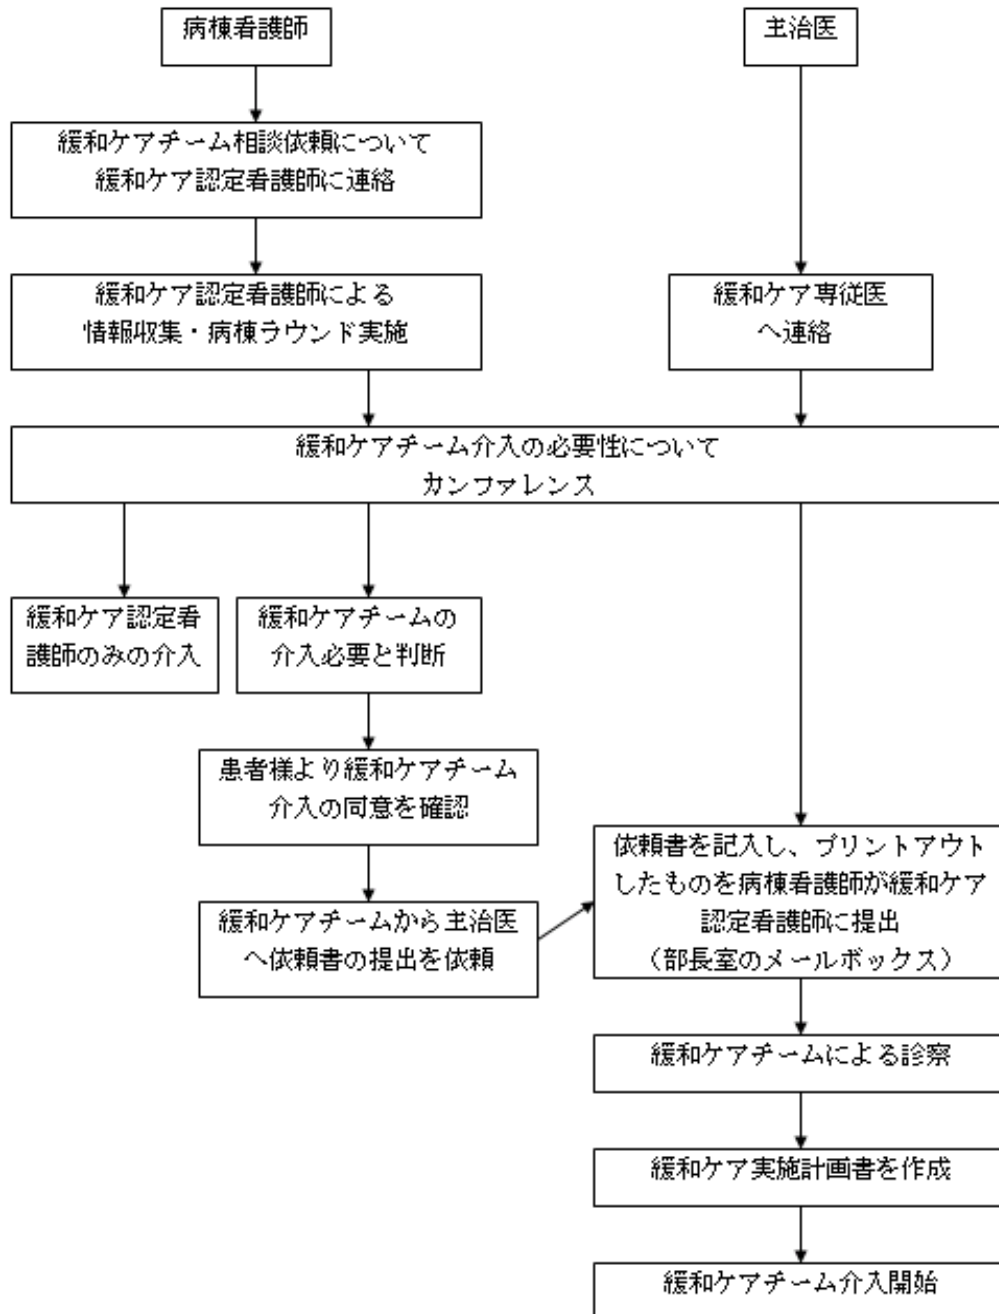 病棟看護師
主治医
緩和ケアチーム相談依頼について
緩和ケア認定看護師に連絡
緩和ケア認定看護師による
情報収集・病棟ラウンド実施
緩和ケア専従医
へ連絡
緩和ケアチーム介入の必要性について
カンファレンス
緩和ケア認定看
護師のみの介入
緩和ケアチームの
介入必要と判断
患者様より緩和ケアチーム
介入の同意を確認
緩和ケアチームから主治医
へ依頼書の提出を依頼
依頼書を記入し、プリントアウト
したものを病棟看護師が緩和ケア
認定看護師に提出
（部長室のメールボックス）
緩和ケアチームによる診察
緩和ケア実施計画書を作成
緩和ケアチーム介入開始